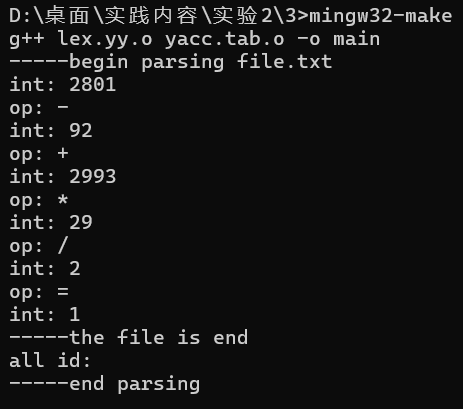 D:\桌面\实践内容\实验2\3>mingw32-make
g++ lex.yy.o yacc.tab.o -o main
-----begin parsing file.txt
int: 2801
op: -
int: 92
op: +
int: 2993
op: *
int: 29
op: /
int: 2
op: =
int: 1
-----the file is end
all id:
-----end parsing